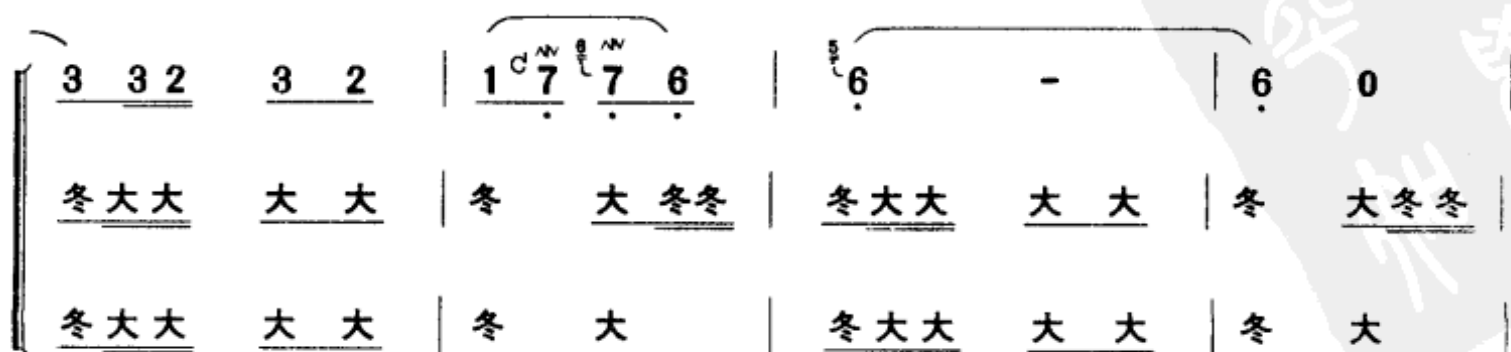 3 3 2 3 2 | 1 7 7 6 | 6 - | 6 0
冬 大 大 大 大 | 冬 大 冬 冬 | 冬 大 大 大 大 | 冬 大 冬 冬 |
冬 大 大 大 大 | 冬 大 | 冬 大 大 大 大 | 冬 大 |